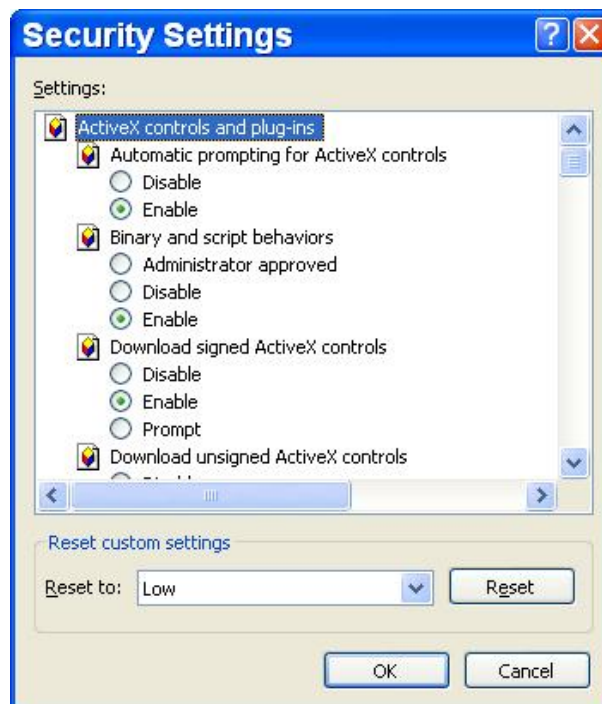 Security Settings
Settings:
ActiveX controls and plug-ins
Automatic prompting for ActiveX controls
Disable
Enable
Binary and script behaviors
Administrator approved
Disable
Enable
Download signed ActiveX controls
Disable
Enable
Prompt
Download unsigned ActiveX controls
Reset custom settings
Reset to: Low Reset
OK Cancel